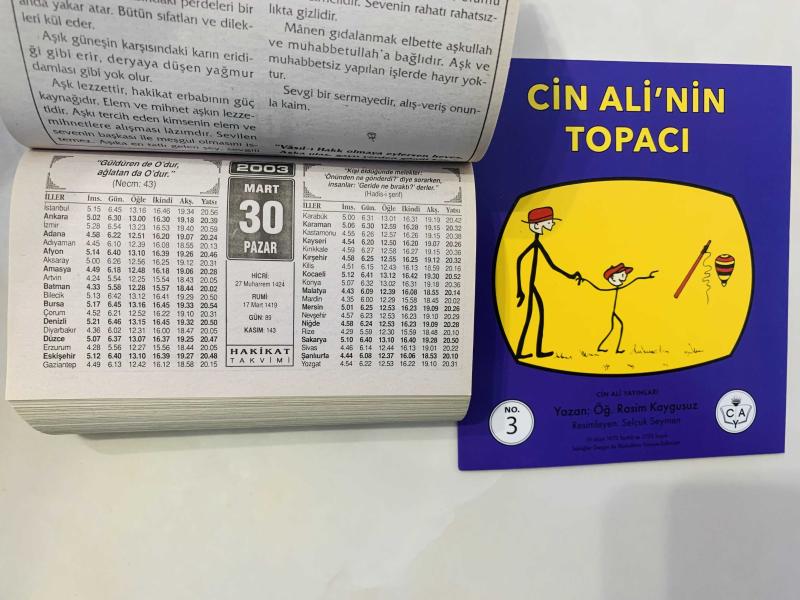 anda yakar atar. Bütün sıfatları ve dilek-
leri kül eder.
Aşık güneşin karşısındaki karın eridi-
ği gibi erir, deryaya düşen yağmur
damlası gibi yok olur.
Aşk lezzettir, hakikat erbabının güç
kaynağıdır. Elem ve mihnet aşkın lezze-
tidir. Aşkı tercih eden kimsenin elem ve
mihnetlere alışması lazımdır. Sevilen
sevenin başkası ile meşgul olmasını is-
Sevenin rahatı rahatsız-
lıkta gizlidir.
Mânen gıdalanmak elbette aşkullah
ve muhabbetullah'a bağlıdır. Aşk ve
muhabbetsiz yapılan işlerde hayır yok-
tur.
Sevgi bir sermayedir, alış-veriş onun-
la kaim.
"Güldüren de O'dur,
ağlatan da O'dur."
(Necm: 43)
İLLER İms. Gün. Öğle İkindi Akş. Yatsı
İstanbul 5.15 6.45 13.16 16.46 19.34 20.56
Ankara 5.02 6.30 13.00 16.30 19.18 20.39
İzmir 5.28 6.54 13.23 16.53 19.40 20.59
Adana 4.58 6.22 12.51 16.20 19.07 20.24
Adıyaman 4.45 6.10 12.39 16.08 18.55 20.13
Afyon 5.14 6.40 13.10 16.39 19.26 20.46
Aksaray 5.00 6.26 12.56 16.25 19.12 20.31
Amasya 4.49 6.18 12.48 16.18 19.06 20.28
Artvin 4.24 5.54 12.25 15.54 18.43 20.05
Batman 4.33 5.58 12.28 15.57 18.44 20.02
Bilecik 5.13 6.42 13.12 16.41 19.29 20.50
Bursa 5.17 6.45 13.16 16.45 19.33 20.54
Çorum 4.52 6.21 12.52 16.22 19.10 20.31
Denizli 5.21 6.46 13.15 16.45 19.32 20.50
Diyarbakır 4.36 6.02 12.31 16.00 18.47 20.05
Düzce 5.07 6.37 13.07 16.37 19.25 20.47
Erzurum 4.28 5.56 12.27 15.56 18.44 20.05
Eskişehir 5.12 6.40 13.10 16.39 19.27 20.48
Gaziantep 4.49 6.13 12.42 16.12 18.58 20.15
2003
MART
30
PAZAR
HİCRİ:
27 Muharrem 1424
RUMİ:
17 Mart 1419
GÜN: 89
KASIM: 143
HAKİKAT
TAKVİMİ
"Kişi öldüğünde melekler:
'Önünden ne gönderdi?' diye sorarken,
insanlar: 'Geride ne bıraktı?' derler."
(Hadis-i şerif)
İLLER İms. Gün. Öğle İkindi Akş. Yatsı
Karabük 5.00 6.31 13.01 16.31 19.19 20.42
Karaman 5.06 6.30 12.59 16.28 19.15 20.32
Kastamonu 4.55 6.26 12.57 16.26 19.15 20.38
Kayseri 4.54 6.20 12.50 16.20 19.07 20.26
Kırıkkale 4.59 6.27 12.58 16.27 19.15 20.36
Kırşehir 4.58 6.25 12.55 16.25 19.12 20.32
Kilis 4.51 6.15 12.43 16.13 18.59 20.16
Kocaeli 5.12 6.41 13.12 16.42 19.30 20.52
Konya 5.07 6.32 13.02 16.31 19.18 20.36
Malatya 4.43 6.09 12.39 16.08 18.55 20.14
Mardin 4.35 6.00 12.29 15.58 18.45 20.02
Mersin 5.01 6.25 12.53 16.23 19.09 20.26
Nevşehir 4.57 6.23 12.53 16.23 19.10 20.29
Niğde 4.58 6.24 12.53 16.23 19.09 20.28
Rize 4.29 5.59 12.30 15.59 18.48 20.10
Sakarya 5.10 6.40 13.10 16.40 19.28 20.50
Sivas 4.46 6.14 12.44 16.13 19.01 20.22
Şanlıurfa 4.44 6.08 12.37 16.06 18.53 20.10
Yozgat 4.54 6.22 12.53 16.22 19.10 20.31
CİN ALİ'NİN
TOPACI
CİN ALİ YAYINLARI
Yazan: Öğ. Rasim Kaygusuz
Resimleyen: Selçuk Seymen
NO.
3
C A
Y